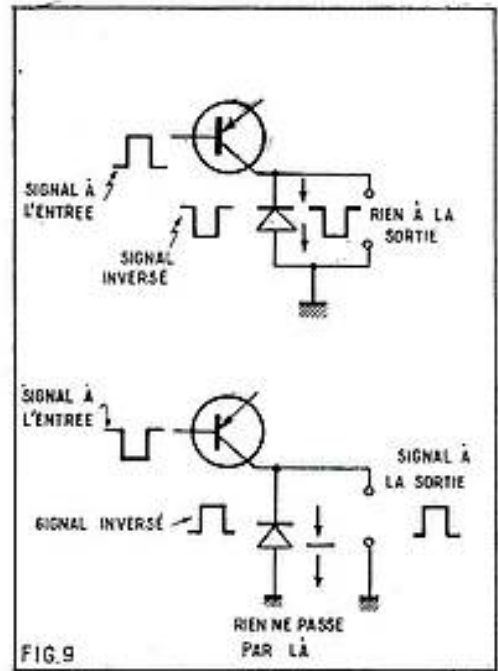 SIGNAL À
L'ENTREE
SIGNAL
INVERSÉ
RIEN À LA
SORTIE
SIGNAL À
L'ENTREE
SIGNAL INVERSÉ
SIGNAL À
LA SORTIE
RIEN NE PASSE
PAR LÀ
FIG.9